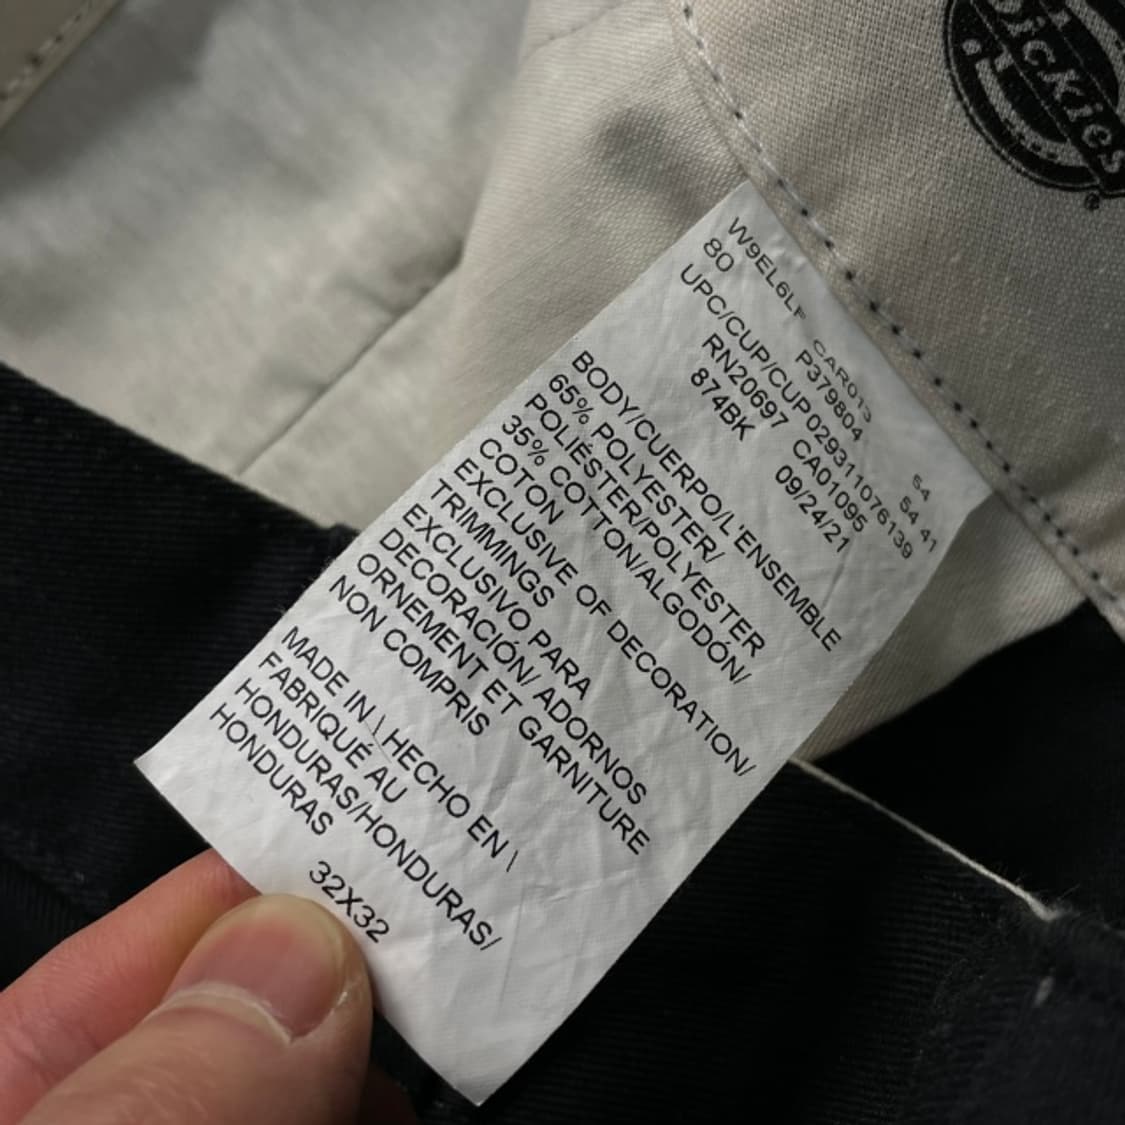 Dickies
®
W9EL6LF CAR013 54
80 P379804 54 41
UPC/CUP/CUP 029311076139
RN20697 CA01095
874BK 09/24/21
BODY/CUERPO/L'ENSEMBLE
65% POLYESTER/
POLIÉSTER/POLYESTER
35% COTTON/ALGODÓN/
COTON
EXCLUSIVE OF DECORATION/
TRIMMINGS
EXCLUSIVO PARA
DECORACIÓN/ ADORNOS
ORNEMENT ET GARNITURE
NON COMPRIS
MADE IN \ HECHO EN \
FABRIQUÉ AU
HONDURAS/HONDURAS/
HONDURAS
32X32